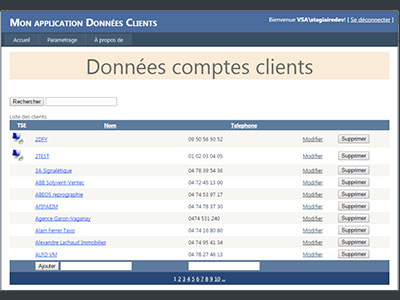 Mon application Données Clients
Bienvenue VSA\stagiairedev! [ Se déconnecter ]
Accueil Parametrage À propos de
Données comptes clients
Rechercher
Liste des clients:
TSE Nom Telephone
2DFY 09 50 56 50 52 Modifier Supprimer
2TEST 01 02 03 04 05 Modifier Supprimer
3A Signalétique 04 78 39 54 36 Modifier Supprimer
ABB Solyvent-Ventec 04 72 45 13 00 Modifier Supprimer
04 74 53 97 17 Modifier Supprimer
AFIPAEIM 04 74 78 37 30 Modifier Supprimer
Agence Garon-Vaganay 0474 531 240 Modifier Supprimer
Alain Ferrer Taxis 04 74 16 80 80 Modifier Supprimer
Alexandre Lachaud Immobilier 04 74 95 41 34 Modifier Supprimer
ALFO VM 04 78 27 46 13 Modifier Supprimer
Ajouter
1 2 3 4 5 6 7 8 9 10 ...